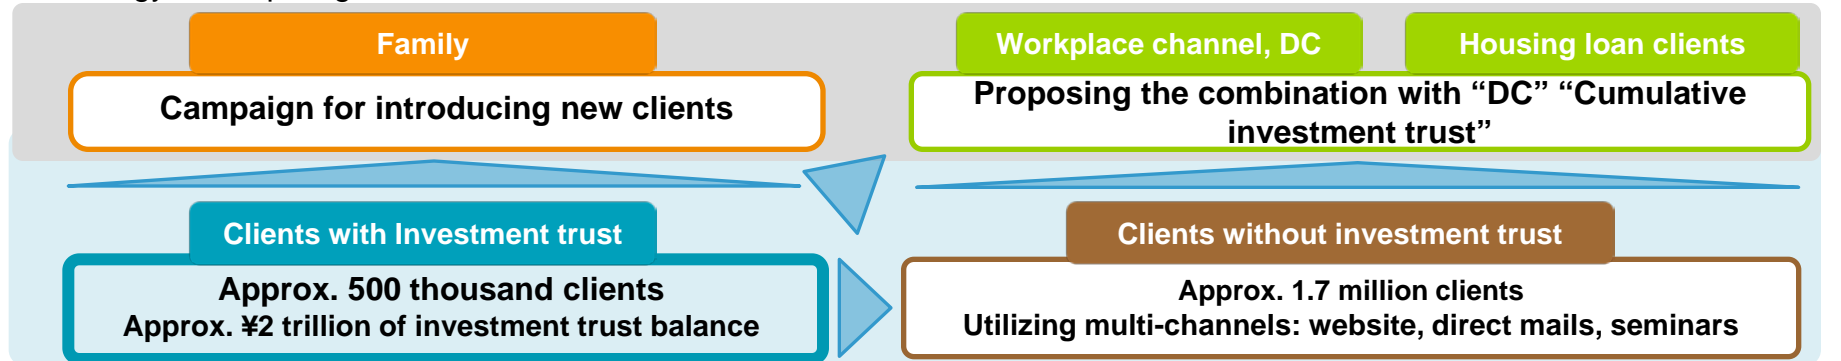 Family
Campaign for introducing new clients
Workplace channel, DC
Housing loan clients
Proposing the combination with “DC” “Cumulative
investment trust”
Clients with Investment trust
Approx. 500 thousand clients
Approx. ¥2 trillion of investment trust balance
Clients without investment trust
Approx. 1.7 million clients
Utilizing multi-channels: website, direct mails, seminars